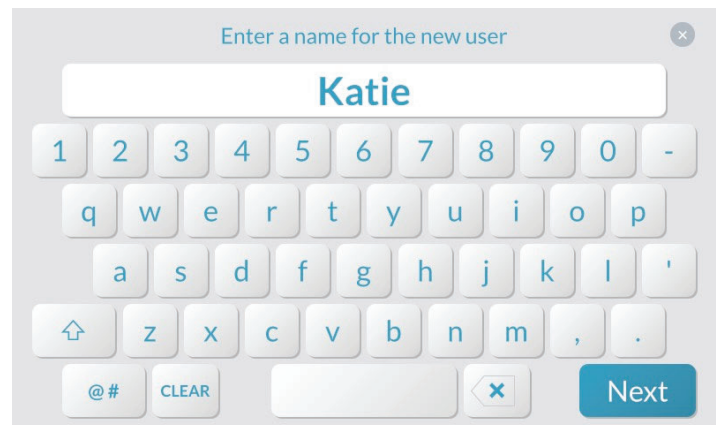 Enter a name for the new user
Katie
1 2 3 4 5 6 7 8 9 0 -
q w e r t y u i o p
a s d f g h j k l '
z x c v b n m , .
@# CLEAR Next